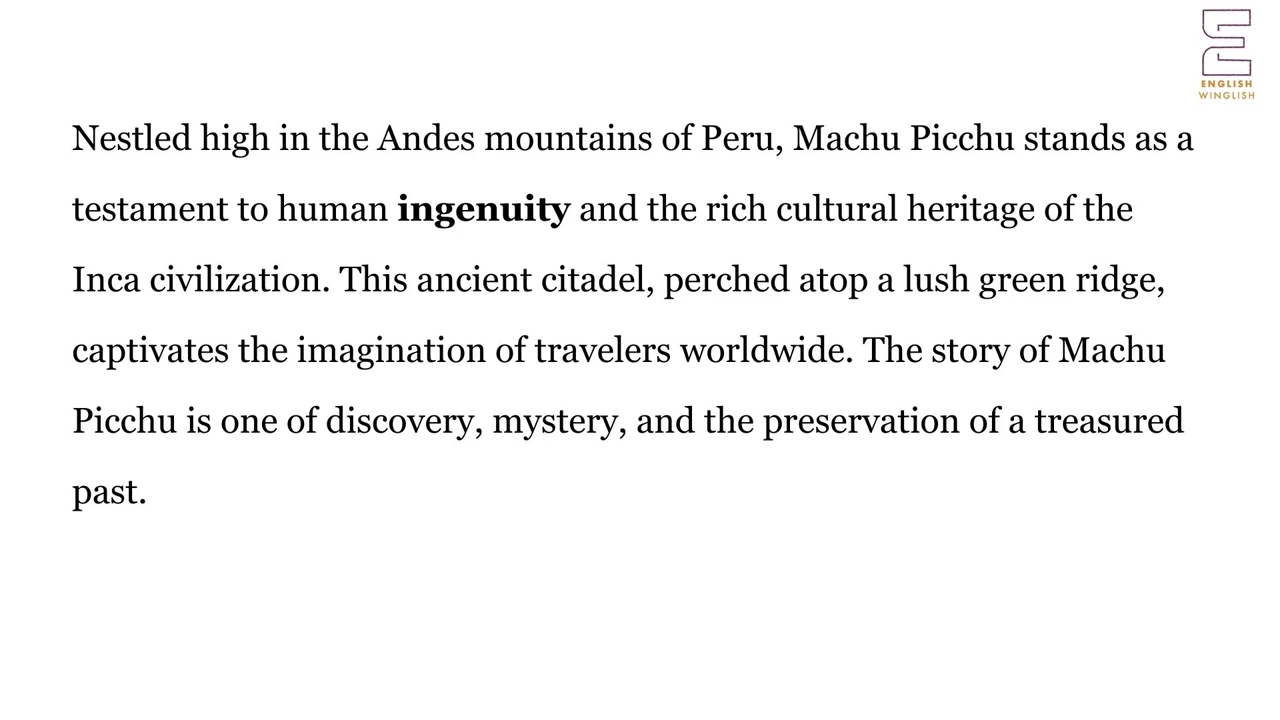 ENGLISH
WINGLISH
Nestled high in the Andes mountains of Peru, Machu Picchu stands as a
testament to human ingenuity and the rich cultural heritage of the
Inca civilization. This ancient citadel, perched atop a lush green ridge,
captivates the imagination of travelers worldwide. The story of Machu
Picchu is one of discovery, mystery, and the preservation of a treasured
past.